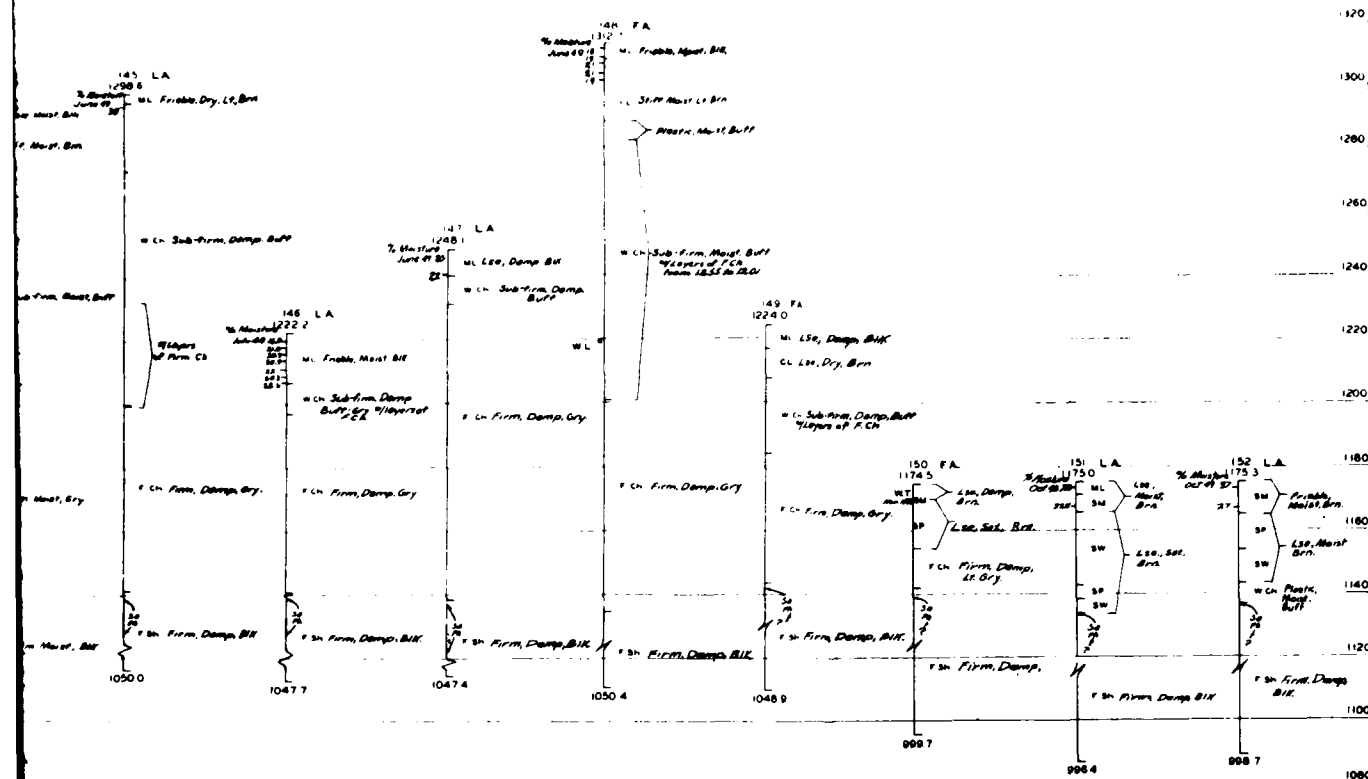 145 L.A.
1298.6
% Moisture
June 49
ML Friable, Dry, Lt. Brn
Moist, Brn
Moist, Brn
W Ch Sub-firm, Damp, Buff
Sub-firm, Moist, Buff
w/Layers
of Firm Ch
Moist, Gry
F Ch Firm, Damp, Gry.
Moist, Blk
F Sh Firm, Damp, Blk
1050.0
146 L.A.
1222.2
% Moisture
ML Friable, Moist Blk
W Ch Sub-firm, Damp
Buff-Gry w/layers of
F.Ch.
F Ch Firm, Damp, Gry
F Sh Firm, Damp, Blk.
1047.7
147 L.A.
1248.1
% Moisture
June 49
ML Lse, Damp Blk
W Ch Sub-firm, Damp
Buff
F Ch Firm, Damp, Gry
F Sh Firm, Damp, Blk
1047.4
148 F.A.
% Moisture
June 49
ML Friable, Moist, Blk.
CL Stiff Moist Lt Brn
Plastic, Moist, Buff
W Ch Sub-firm, Moist, Buff
w/Layers of F.Ch
from 1255 to 1201
W.L.
F Ch Firm, Damp, Gry
F Sh Firm, Damp, Blk
1050.4
149 F.A.
1224.0
ML Lse, Damp, Blk
CL Lse, Dry, Brn
W Ch Sub-firm, Damp, Buff
w/Layers of F.Ch
F Ch Firm, Damp, Gry.
F Sh Firm, Damp, Blk.
1048.9
150 F.A.
1174.5
W.T.
SM
Lse, Damp,
Brn.
SP
Lse, Sat, Brn.
F Ch Firm, Damp,
Lt. Gry.
F Sh Firm, Damp,
999.7
151 L.A.
1175.0
% Moisture
Oct 49
ML
Lse,
Moist,
Brn.
SM
SW
Lse, Sat.
Brn.
SP
SW
F Sh Firm, Damp Blk
996.4
152 L.A.
1175.3
% Moisture
Oct 49
27
SM
Friable,
Moist, Brn.
SP
Lse, Moist
Brn.
SW
W Ch Plastic,
Moist,
Buff
F Sh Firm, Damp
Blk.
998.7
1320
1300
1280
1260
1240
1220
1200
1180
1160
1140
1120
1100
1080